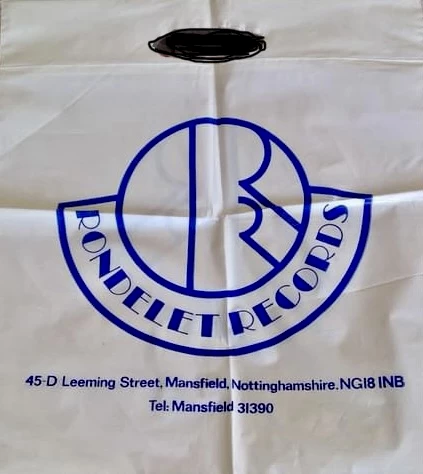 R
RONDELET RECORDS
45-D Leeming Street, Mansfield, Nottinghamshire. NG18 1NB
Tel: Mansfield 31390